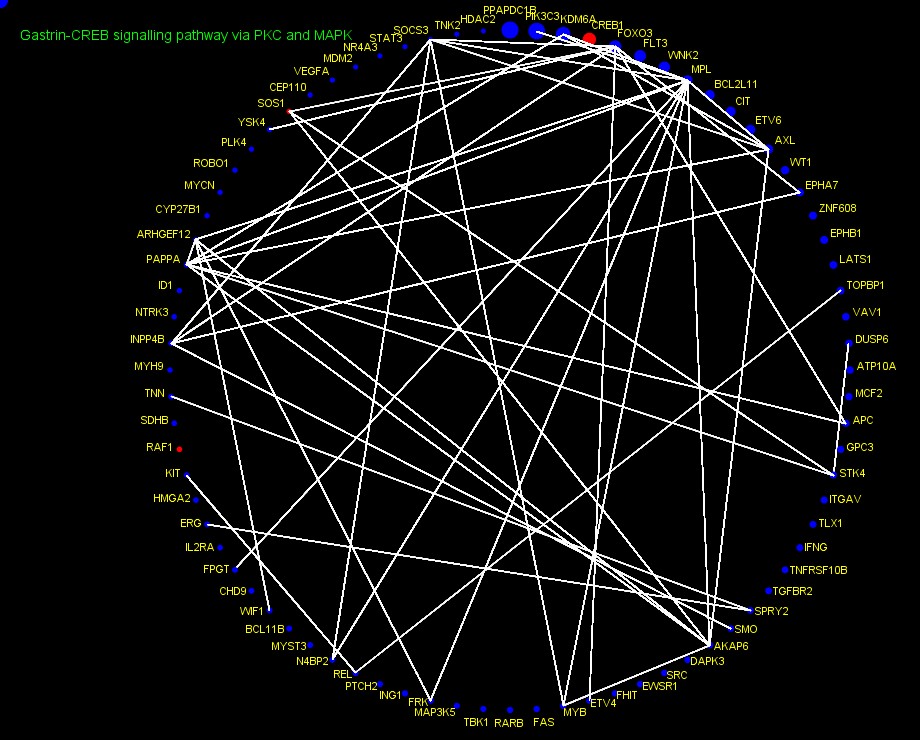 Gastrin-CREB signalling pathway via PKC and MAPK
PPAPDC1B
PIK3C3
KDM6A
CREB1
FOXO3
FLT3
WNK2
MPL
BCL2L11
CIT
ETV6
AXL
WT1
EPHA7
ZNF608
EPHB1
LATS1
TOPBP1
VAV1
DUSP6
ATP10A
MCF2
APC
GPC3
STK4
ITGAV
TLX1
IFNG
TNFRSF10B
TGFBR2
SPRY2
SMO
AKAP6
DAPK3
SRC
EWSR1
FHIT
ETV4
MYB
FAS
RARB
TBK1
MAP3K5
FRK
ING1
PTCH2
REL
N4BP2
MYST3
BCL11B
WIF1
CHD9
FPGT
IL2RA
ERG
HMGA2
KIT
RAF1
SDHB
TNN
MYH9
INPP4B
NTRK3
ID1
PAPPA
ARHGEF12
CYP27B1
MYCN
ROBO1
PLK4
YSK4
SOS1
CEP110
VEGFA
MDM2
NR4A3
STAT3
SOCS3
TNK2
HDAC2